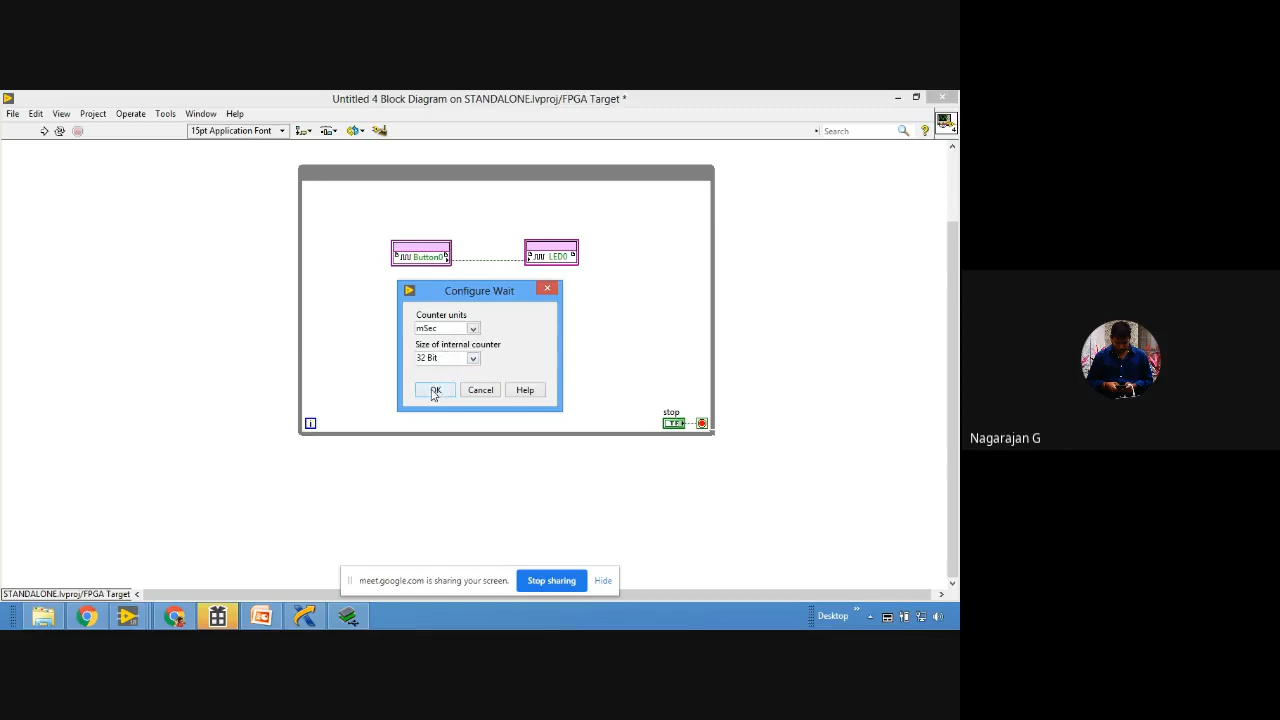 Untitled 4 Block Diagram on STANDALONE.lvproj/FPGA Target *
File Edit View Project Operate Tools Window Help
15pt Application Font
Search
4
Button0
LED0
Configure Wait
Counter units
mSec
Size of internal counter
32 Bit
OK Cancel Help
stop
TF
i
Nagarajan G
meet.google.com is sharing your screen. Stop sharing Hide
STANDALONE.lvproj/FPGA Target
Desktop